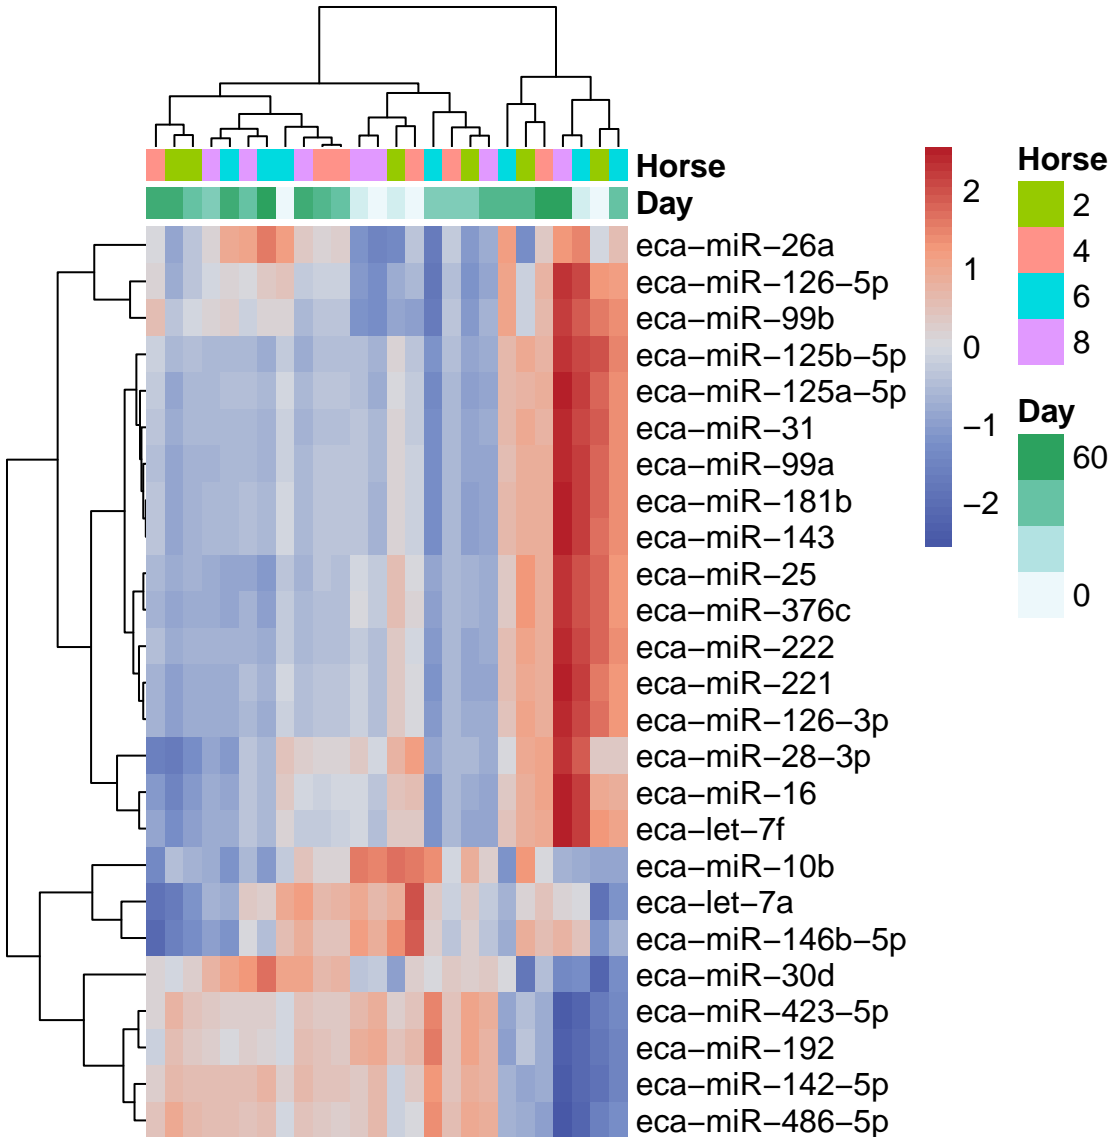 Horse
Day
eca−miR−26a
eca−miR−126−5p
eca−miR−99b
eca−miR−125b−5p
eca−miR−125a−5p
eca−miR−31
eca−miR−99a
eca−miR−181b
eca−miR−143
eca−miR−25
eca−miR−376c
eca−miR−222
eca−miR−221
eca−miR−126−3p
eca−miR−28−3p
eca−miR−16
eca−let−7f
eca−miR−10b
eca−let−7a
eca−miR−146b−5p
eca−miR−30d
eca−miR−423−5p
eca−miR−192
eca−miR−142−5p
eca−miR−486−5p
2
1
0
−1
−2
Horse
2
4
6
8
Day
60
0